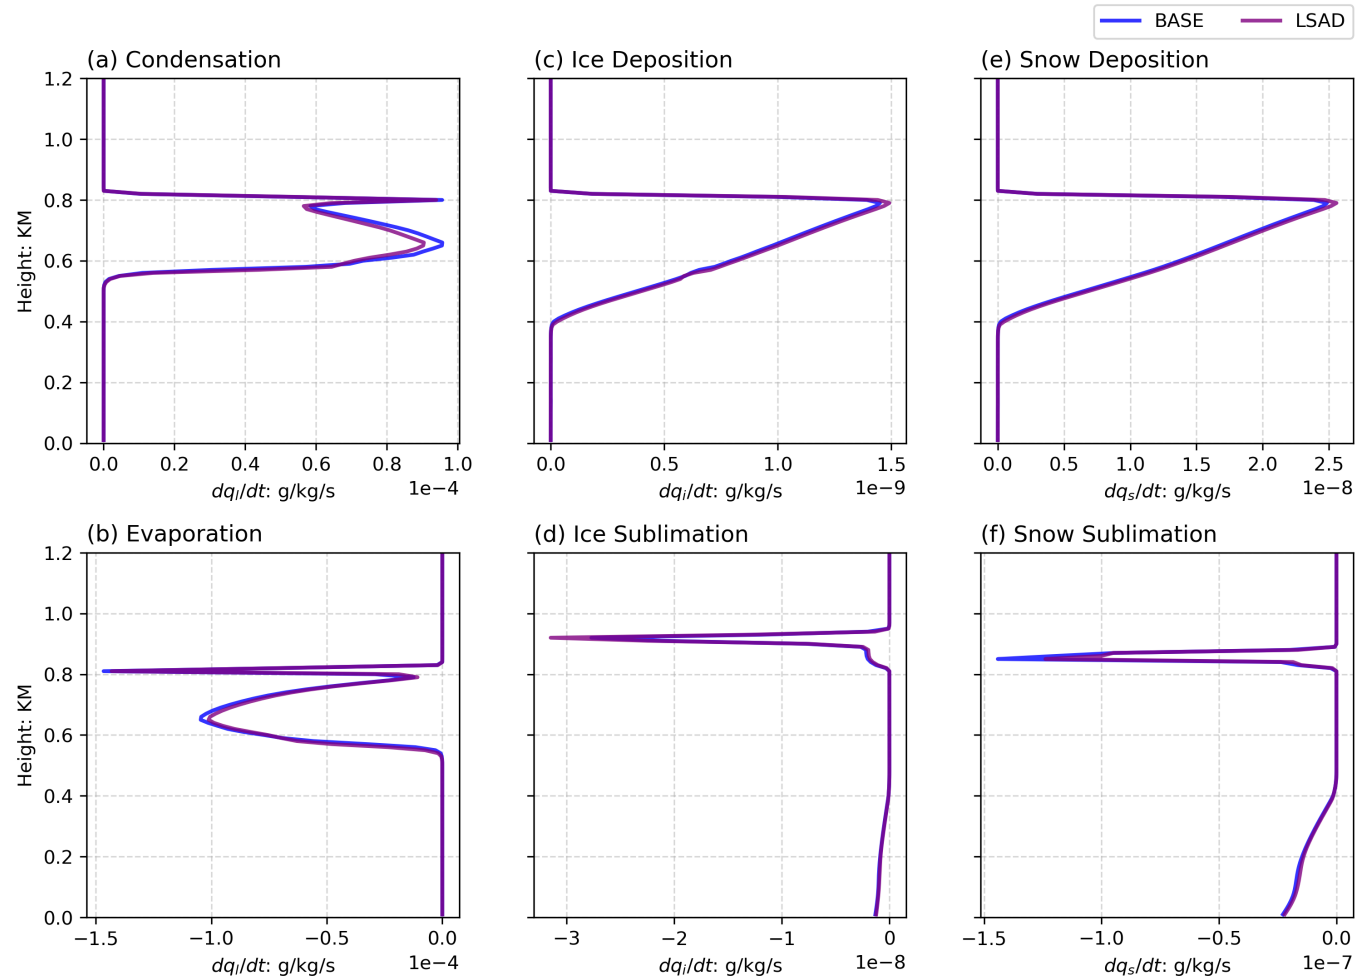 BASE LSAD
(a) Condensation
1.2
1.0
0.8
0.6
0.4
0.2
0.0
Height: KM
0.0 0.2 0.4 0.6 0.8 1.0
1e−4
dqₗ/dt: g/kg/s
(c) Ice Deposition
0.0 0.5 1.0 1.5
1e−9
dqᵢ/dt: g/kg/s
(e) Snow Deposition
0.0 0.5 1.0 1.5 2.0 2.5
1e−8
dqₛ/dt: g/kg/s
(b) Evaporation
1.2
1.0
0.8
0.6
0.4
0.2
0.0
Height: KM
−1.5 −1.0 −0.5 0.0
1e−4
dqₗ/dt: g/kg/s
(d) Ice Sublimation
−3 −2 −1 0
1e−8
dqᵢ/dt: g/kg/s
(f) Snow Sublimation
−1.5 −1.0 −0.5 0.0
1e−7
dqₛ/dt: g/kg/s